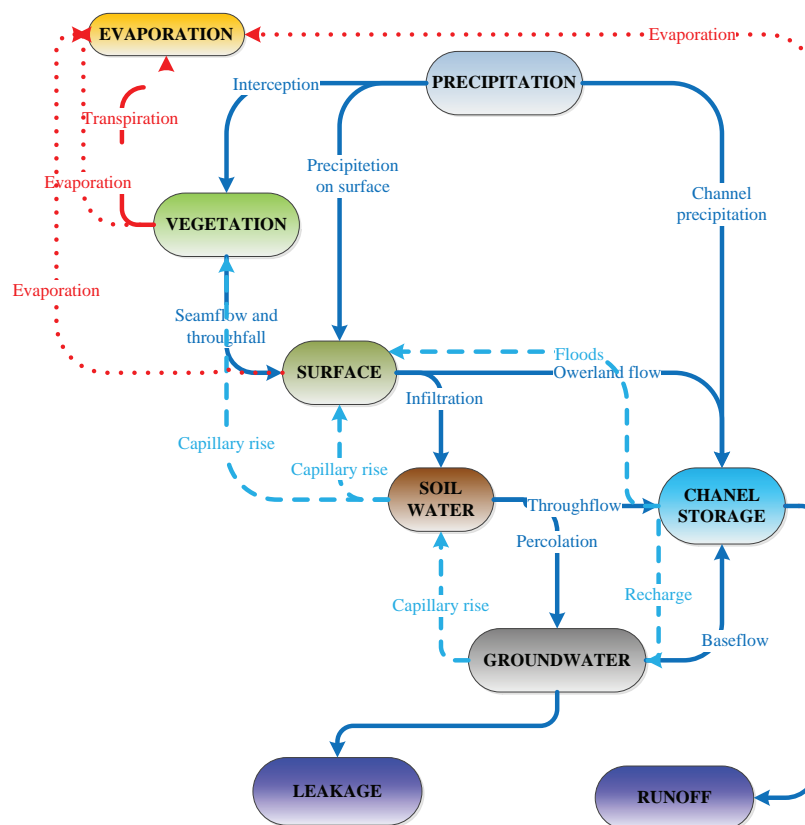 EVAPORATION
Evaporation
PRECIPITATION
Interception
Transpiration
Precipitetion
on surface
Evaporation
Channel
precipitation
VEGETATION
Evaporation
Seamflow and
throughfall
Floods
SURFACE
Owerland flow
Infiltration
Capillary rise
Capillary rise
SOIL
WATER
Throughflow
CHANEL
STORAGE
Percolation
Capillary rise
Recharge
Baseflow
GROUNDWATER
LEAKAGE
RUNOFF